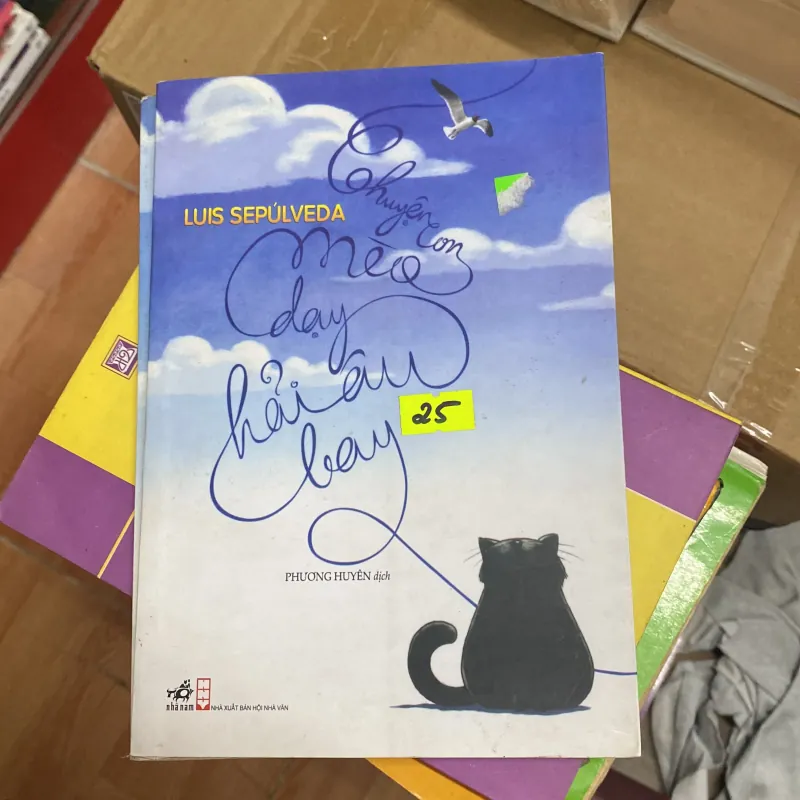 LUIS SEPÚLVEDA
Chuyện con
mèo
dạy
hải âu
bay
25
PHƯƠNG HUYÊN dịch
nhã nam
NHÀ XUẤT BẢN HỘI NHÀ VĂN